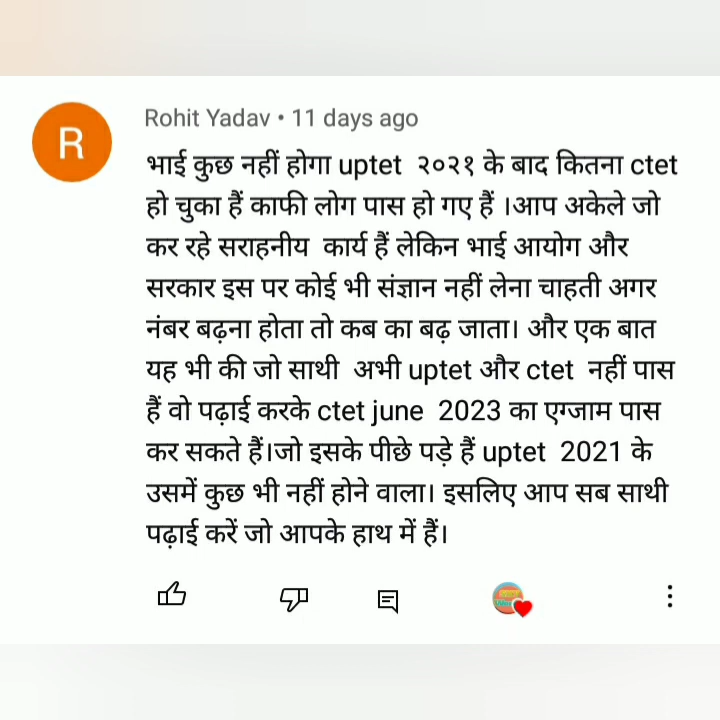 R
Rohit Yadav • 11 days ago
भाई कुछ नहीं होगा uptet २०२१ के बाद कितना ctet
हो चुका हैं काफी लोग पास हो गए हैं ।आप अकेले जो
कर रहे सराहनीय कार्य हैं लेकिन भाई आयोग और
सरकार इस पर कोई भी संज्ञान नहीं लेना चाहती अगर
नंबर बढ़ना होता तो कब का बढ़ जाता। और एक बात
यह भी की जो साथी अभी uptet और ctet नहीं पास
हैं वो पढ़ाई करके ctet june 2023 का एग्जाम पास
कर सकते हैं।जो इसके पीछे पड़े हैं uptet 2021 के
उसमें कुछ भी नहीं होने वाला। इसलिए आप सब साथी
पढ़ाई करें जो आपके हाथ में हैं।